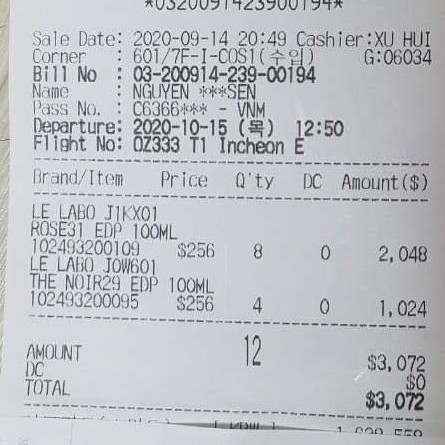 *0320091423900194*
Sale Date: 2020-09-14 20:49 Cashier:XU HUI
Corner : 601/7F-I-COS1(수입) G:06034
Bill No : 03-200914-239-00194
Name : NGUYEN ***SEN
Pass No. : C6366*** - VNM
Departure: 2020-10-15 (목) 12:50
Flight No: OZ333 T1 Incheon E
Brand/Item Price Q'ty DC Amount($)
LE LABO J1KX01
ROSE31 EDP 100ML
102493200109 $256 8 0 2,048
LE LABO J0W601
THE NOIR29 EDP 100ML
102493200095 $256 4 0 1,024
12
AMOUNT $3,072
DC $0
TOTAL $3,072